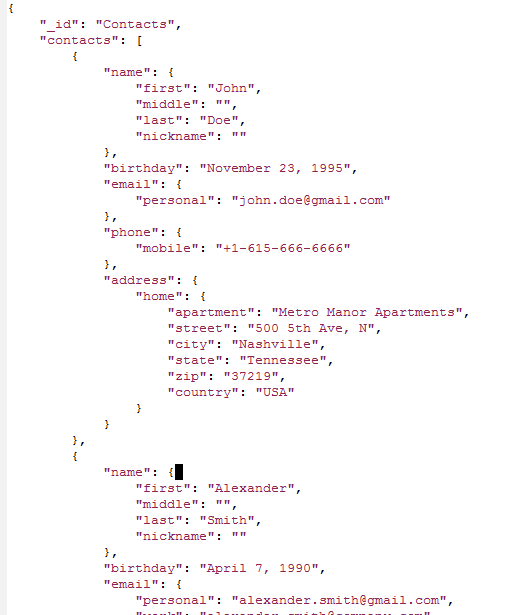 {
    "_id": "Contacts",
    "contacts": [
        {
            "name": {
                "first": "John",
                "middle": "",
                "last": "Doe",
                "nickname": ""
            },
            "birthday": "November 23, 1995",
            "email": {
                "personal": "john.doe@gmail.com"
            },
            "phone": {
                "mobile": "+1-615-666-6666"
            },
            "address": {
                "home": {
                    "apartment": "Metro Manor Apartments",
                    "street": "500 5th Ave, N",
                    "city": "Nashville",
                    "state": "Tennessee",
                    "zip": "37219",
                    "country": "USA"
                }
            }
        },
        {
            "name": {
                "first": "Alexander",
                "middle": "",
                "last": "Smith",
                "nickname": ""
            },
            "birthday": "April 7, 1990",
            "email": {
                "personal": "alexander.smith@gmail.com",